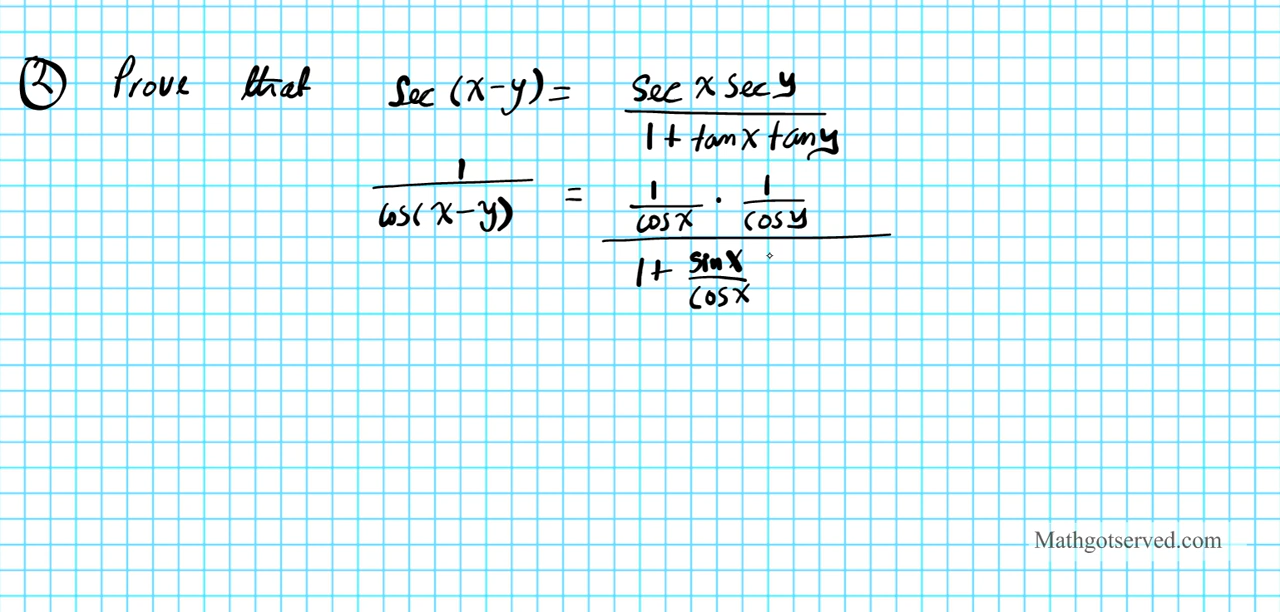 2 Prove that sec (x-y) = sec x sec y / 1 + tan x tan y
1 / cos(x-y) = 1 / cos x · 1 / cos y
1 + sin x / cos x
Mathgotserved.com